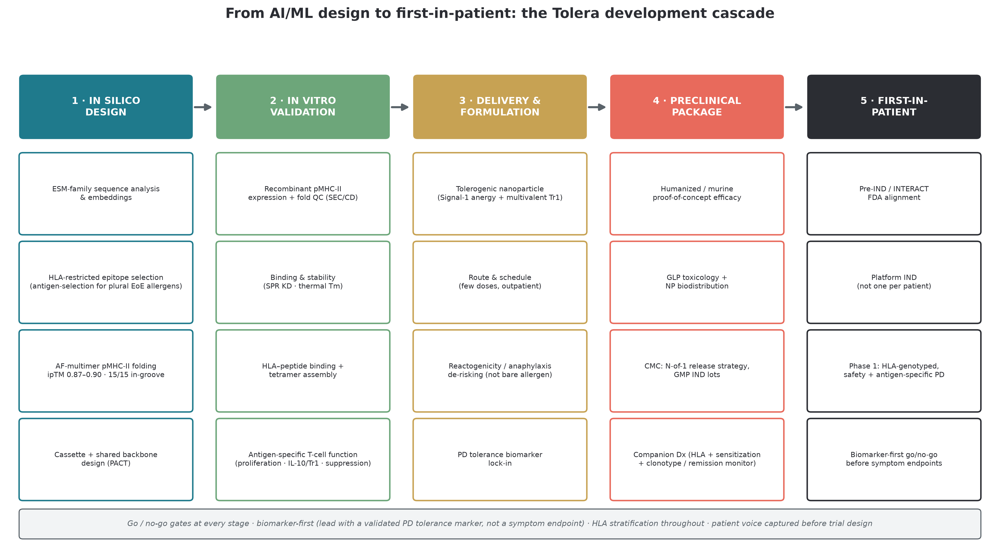 From AI/ML design to first-in-patient: the Tolera development cascade
1 · IN SILICO
DESIGN
2 · IN VITRO
VALIDATION
3 · DELIVERY &
FORMULATION
4 · PRECLINICAL
PACKAGE
5 · FIRST-IN-
PATIENT
ESM-family sequence analysis
& embeddings
Recombinant pMHC-II
expression + fold QC (SEC/CD)
Tolerogenic nanoparticle
(Signal-1 anergy + multivalent Tr1)
Humanized / murine
proof-of-concept efficacy
Pre-IND / INTERACT
FDA alignment
HLA-restricted epitope selection
(antigen-selection for plural EoE allergens)
Binding & stability
(SPR KD · thermal Tm)
Route & schedule
(few doses, outpatient)
GLP toxicology +
NP biodistribution
Platform IND
(not one per patient)
AF-multimer pMHC-II folding
ipTM 0.87–0.90 · 15/15 in-groove
HLA–peptide binding +
tetramer assembly
Reactogenicity / anaphylaxis
de-risking (not bare allergen)
CMC: N-of-1 release strategy,
GMP IND lots
Phase 1: HLA-genotyped,
safety + antigen-specific PD
Cassette + shared backbone
design (PACT)
Antigen-specific T-cell function
(proliferation · IL-10/Tr1 · suppression)
PD tolerance biomarker
lock-in
Companion Dx (HLA + sensitization
+ clonotype / remission monitor)
Biomarker-first go/no-go
before symptom endpoints
Go / no-go gates at every stage · biomarker-first (lead with a validated PD tolerance marker, not a symptom endpoint) · HLA stratification throughout · patient voice captured before trial design